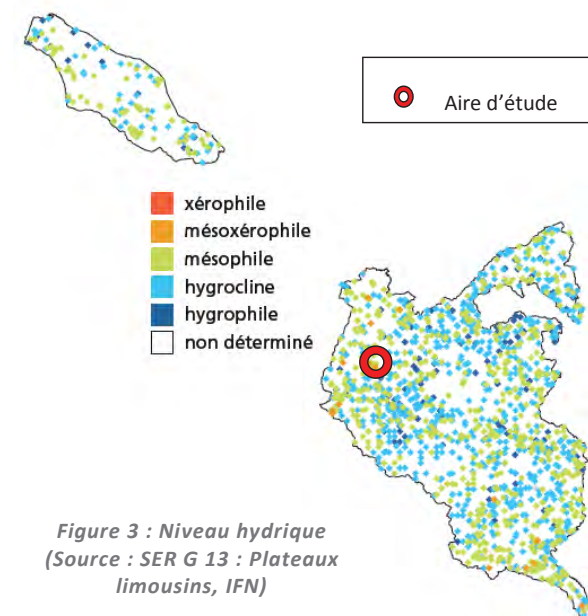 Aire d’étude
xérophile
mésoxérophile
mésophile
hygrocline
hygrophile
non déterminé
Figure 3 : Niveau hydrique
(Source : SER G 13 : Plateaux
limousins, IFN)